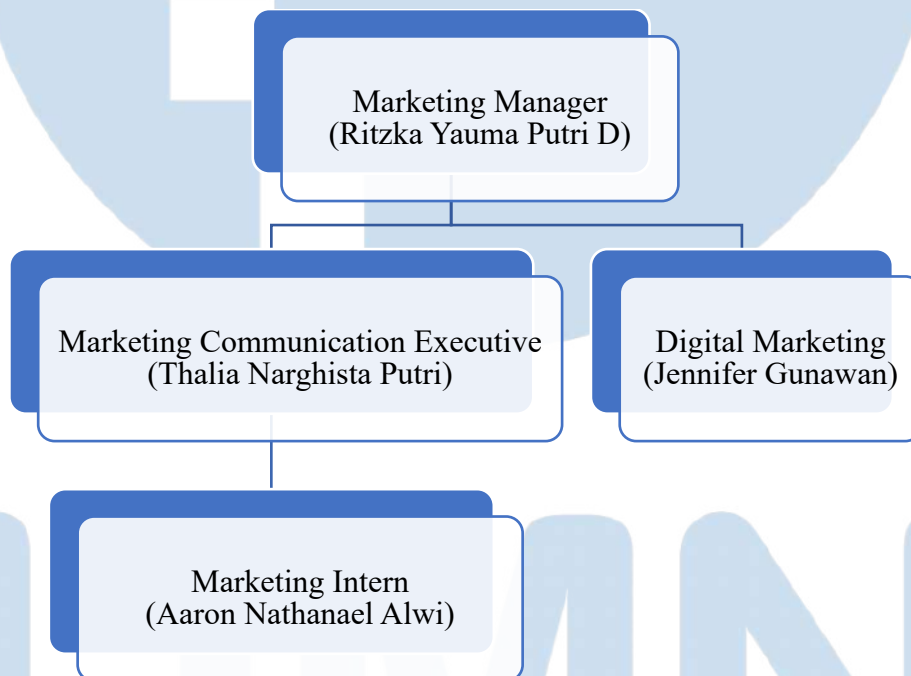 Marketing Manager
(Ritzka Yauma Putri D)
Marketing Communication Executive
(Thalia Narghista Putri)
Digital Marketing
(Jennifer Gunawan)
Marketing Intern
(Aaron Nathanael Alwi)